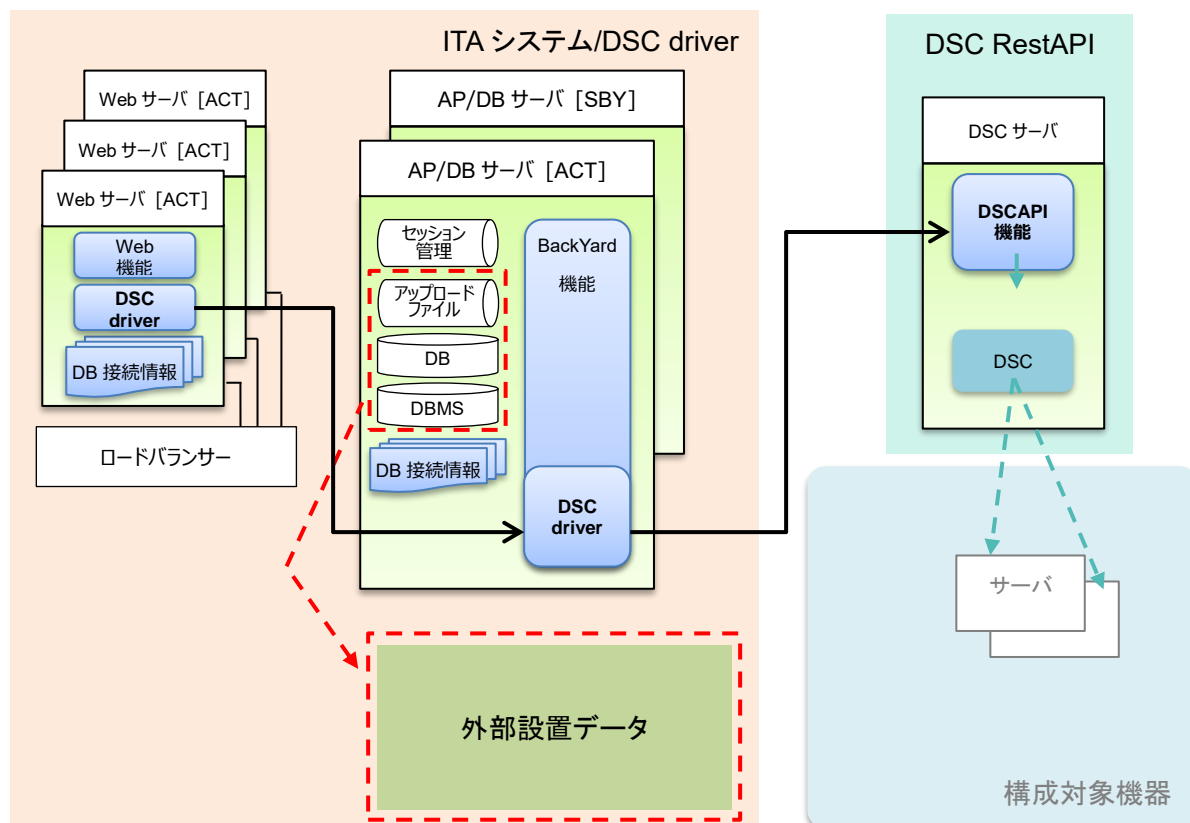 ITA システム/DSC driver
Web サーバ [ACT]
Web サーバ [ACT]
Web サーバ [ACT]
Web
機能
DSC
driver
DB 接続情報
ロードバランサー
AP/DB サーバ [SBY]
AP/DB サーバ [ACT]
セッション
管理
アップロード
ファイル
DB
DBMS
DB 接続情報
BackYard
機能
DSC
driver
外部設置データ
DSC RestAPI
DSC サーバ
DSCAPI
機能
DSC
サーバ
構成対象機器